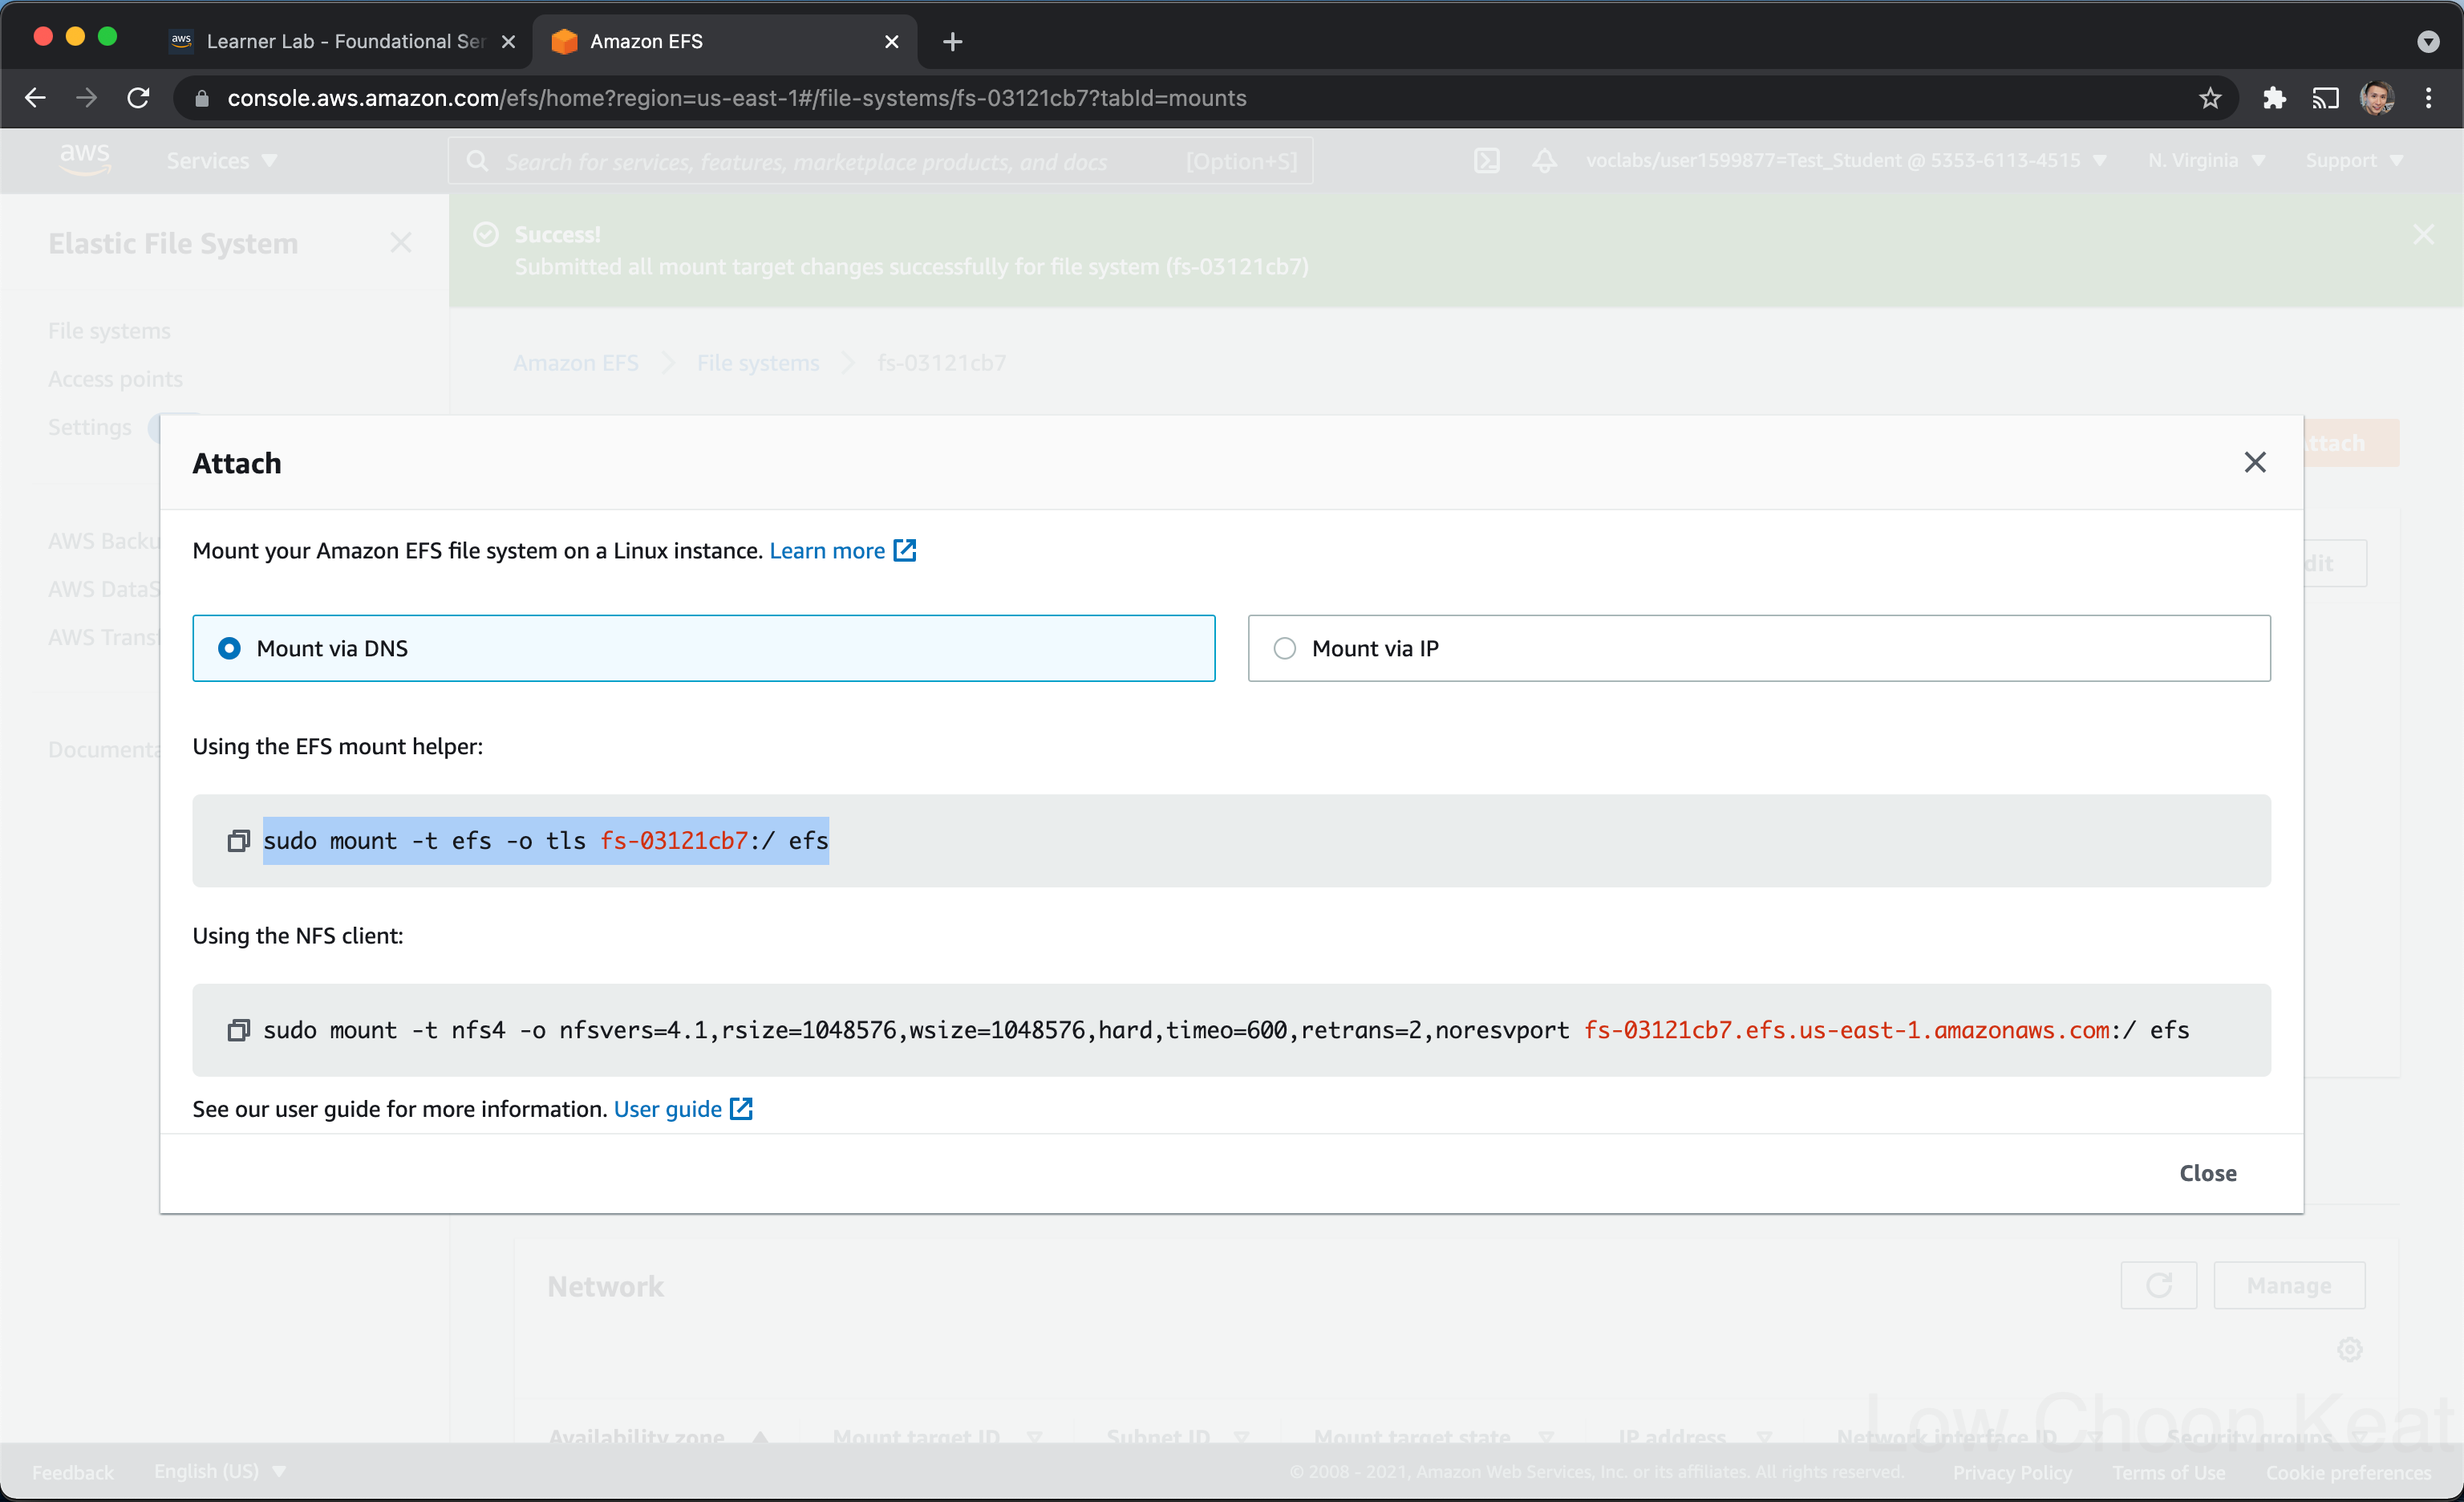 aws Learner Lab - Foundational Ser
Amazon EFS
console.aws.amazon.com/efs/home?region=us-east-1#/file-systems/fs-03121cb7?tabId=mounts
aws Services Search for services, features, marketplace products, and docs [Option+S] voclabs/user1599877=Test_Student @ 5353-6113-4515 N. Virginia Support
Elastic File System
File systems
Access points
Settings
AWS Backu
AWS DataS
AWS Transf
Documenta
Success!
Submitted all mount target changes successfully for file system (fs-03121cb7)
Amazon EFS File systems fs-03121cb7
ttach
dit
Attach
Mount your Amazon EFS file system on a Linux instance. Learn more
Mount via DNS
Mount via IP
Using the EFS mount helper:
sudo mount -t efs -o tls fs-03121cb7:/ efs
Using the NFS client:
sudo mount -t nfs4 -o nfsvers=4.1,rsize=1048576,wsize=1048576,hard,timeo=600,retrans=2,noresvport fs-03121cb7.efs.us-east-1.amazonaws.com:/ efs
See our user guide for more information. User guide
Close
Network
Manage
Availability zone Mount target ID Subnet ID Mount target state IP address Network interface ID Security groups
Low Choon Keat
Feedback English (US) © 2008 - 2021, Amazon Web Services, Inc. or its affiliates. All rights reserved. Privacy Policy Terms of Use Cookie preferences